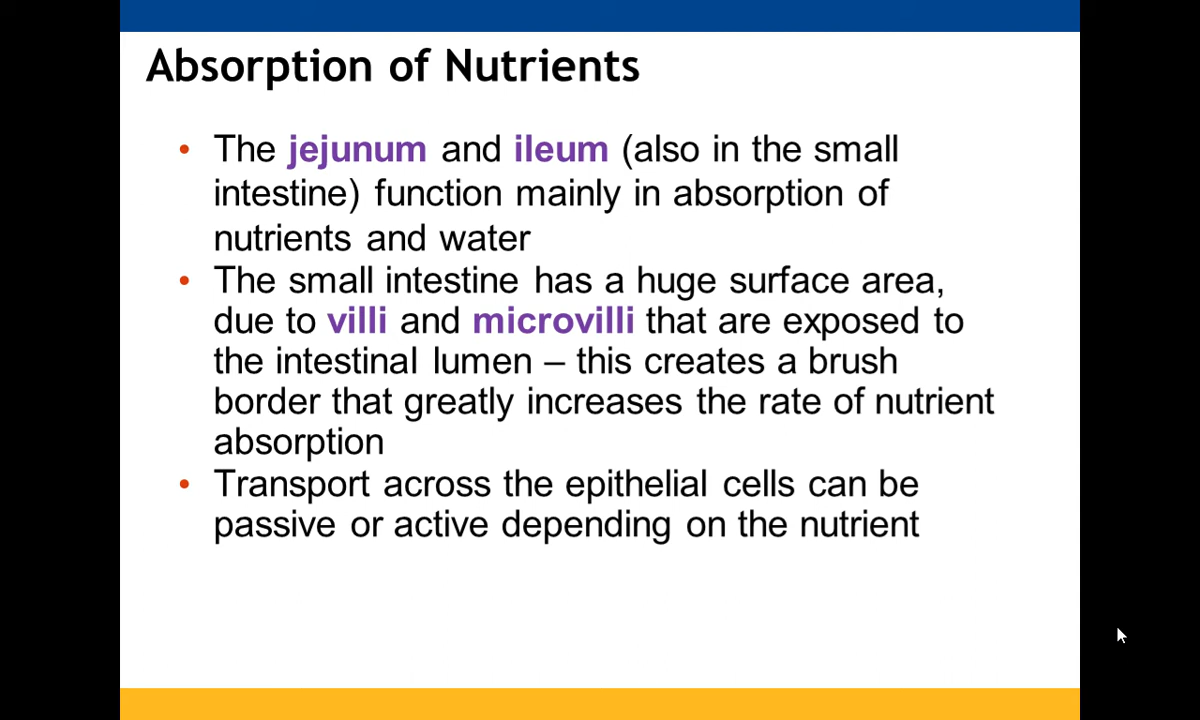 Absorption of Nutrients
• The jejunum and ileum (also in the small
intestine) function mainly in absorption of
nutrients and water
• The small intestine has a huge surface area,
due to villi and microvilli that are exposed to
the intestinal lumen – this creates a brush
border that greatly increases the rate of nutrient
absorption
• Transport across the epithelial cells can be
passive or active depending on the nutrient